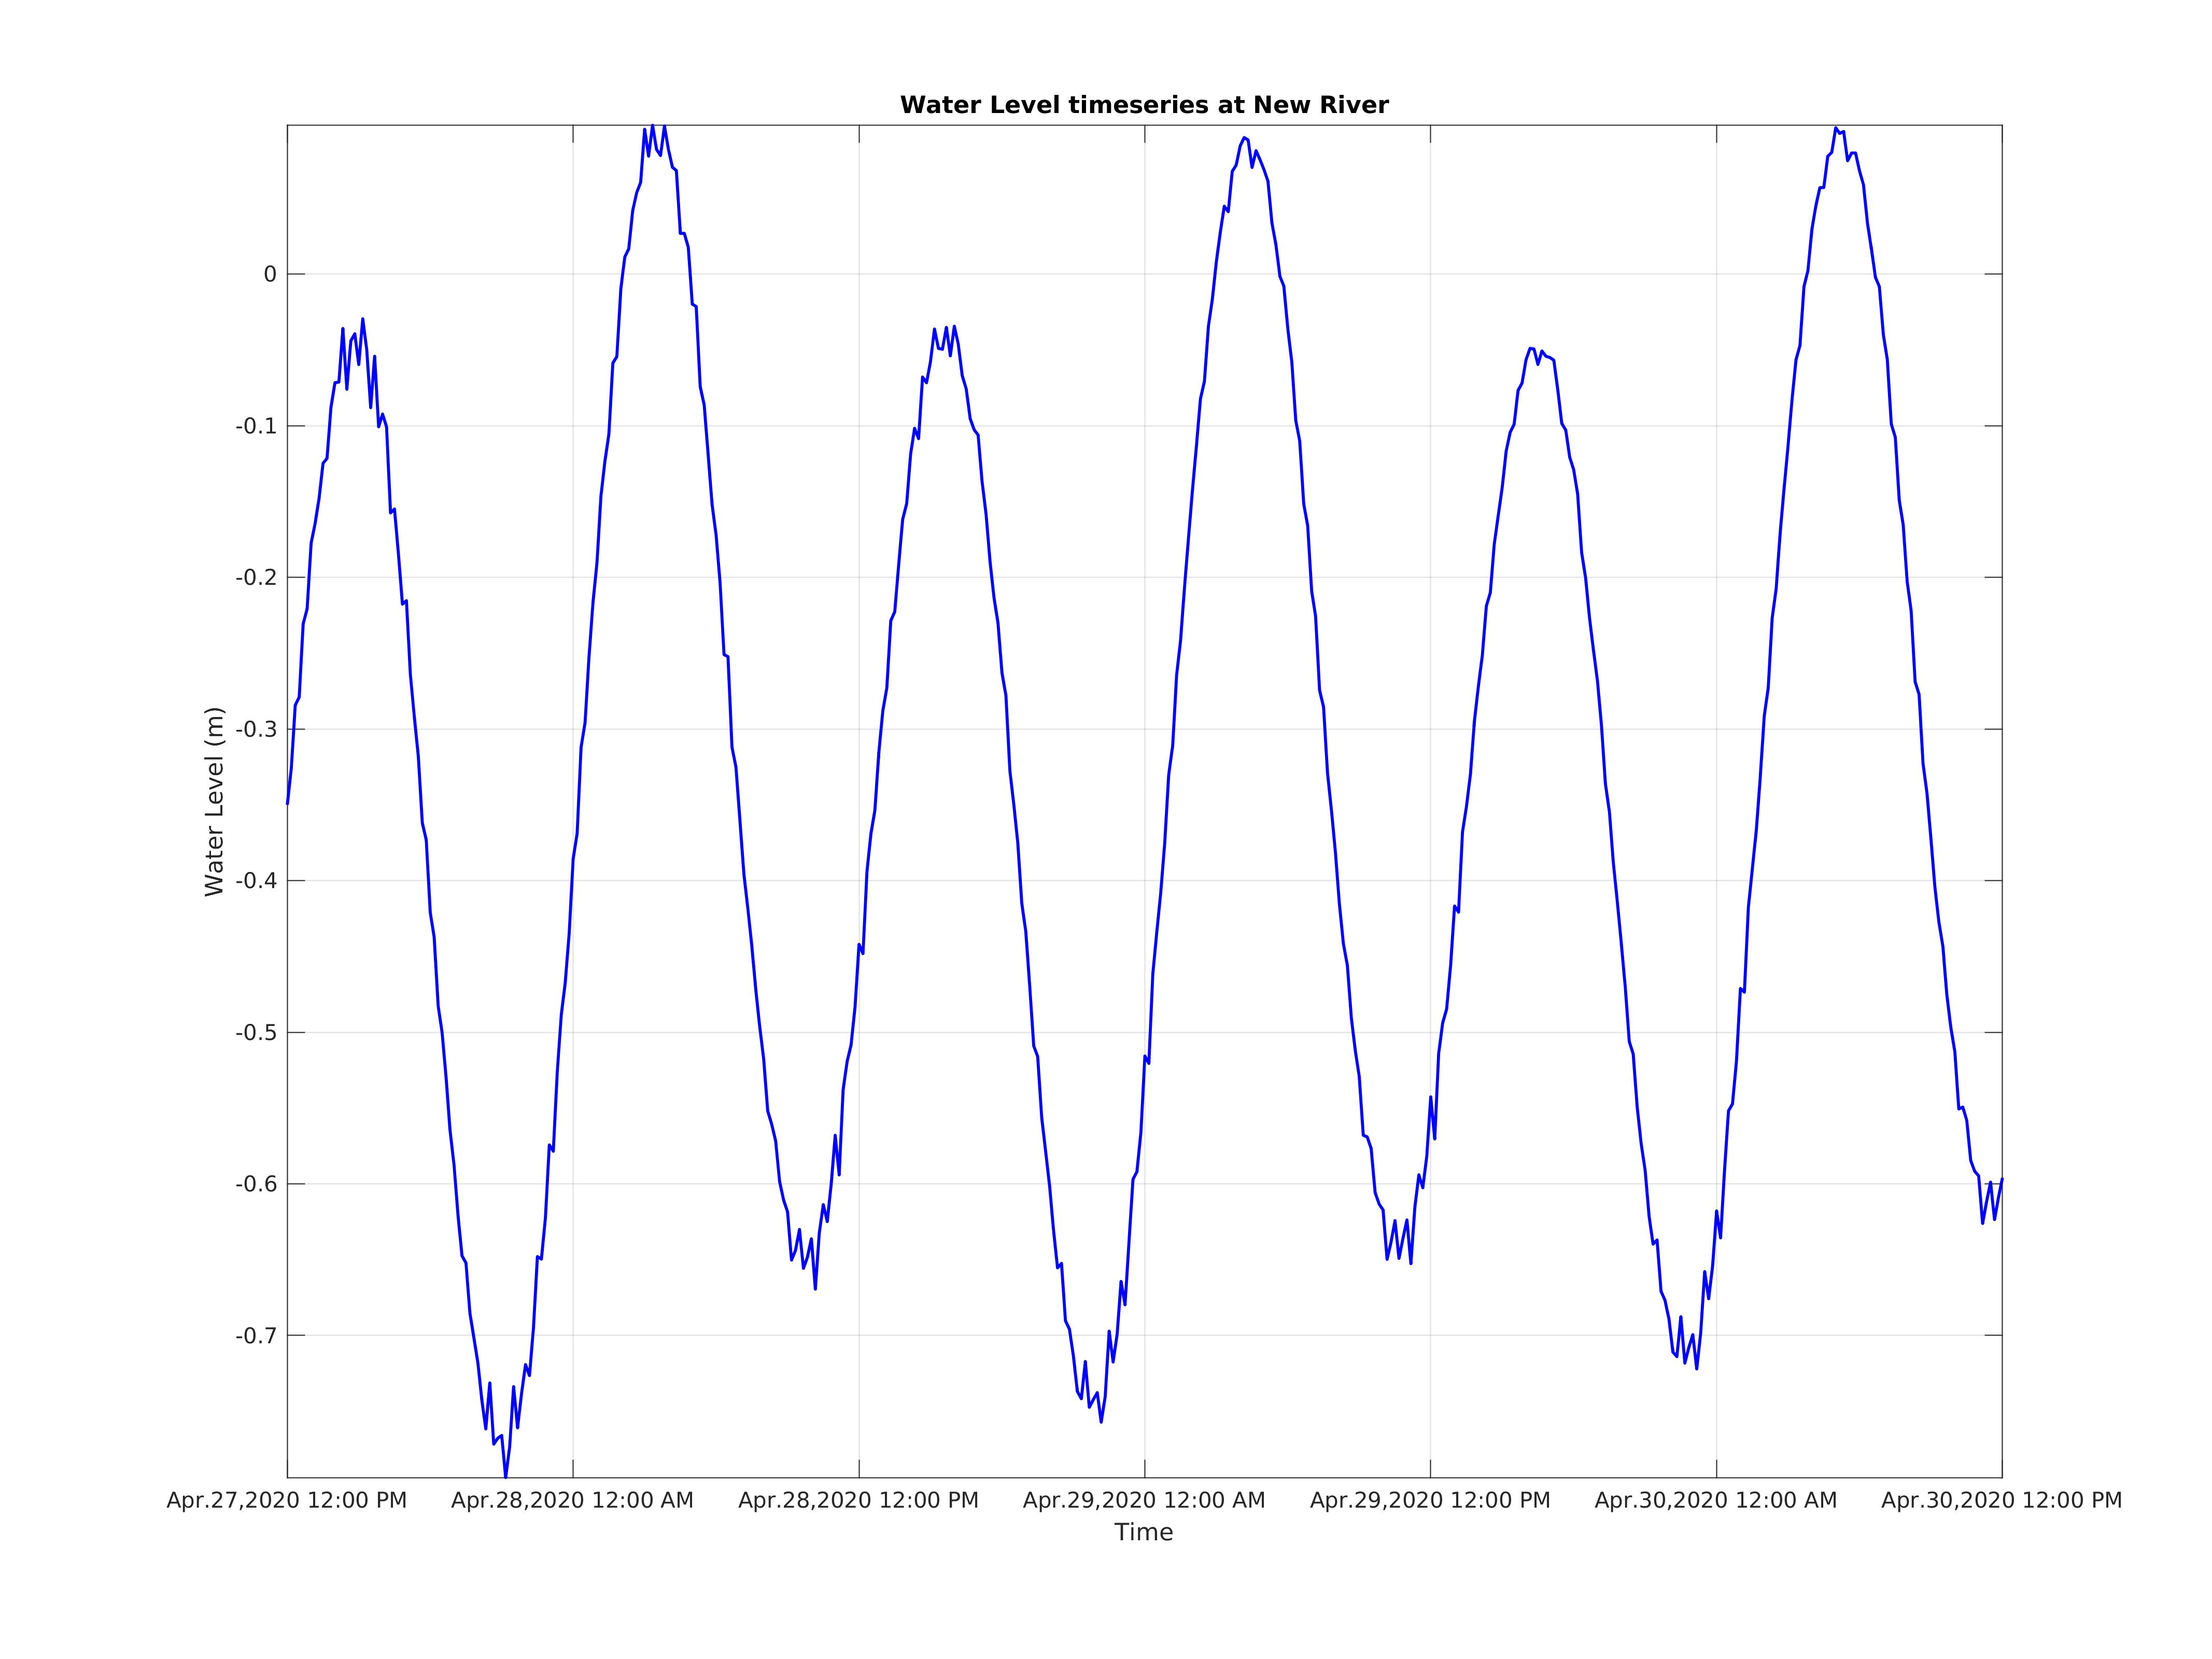 Water Level timeseries at New River
0
-0.1
-0.2
-0.3
-0.4
-0.5
-0.6
-0.7
Water Level (m)
Apr.27,2020 12:00 PM Apr.28,2020 12:00 AM Apr.28,2020 12:00 PM Apr.29,2020 12:00 AM Apr.29,2020 12:00 PM Apr.30,2020 12:00 AM Apr.30,2020 12:00 PM
Time